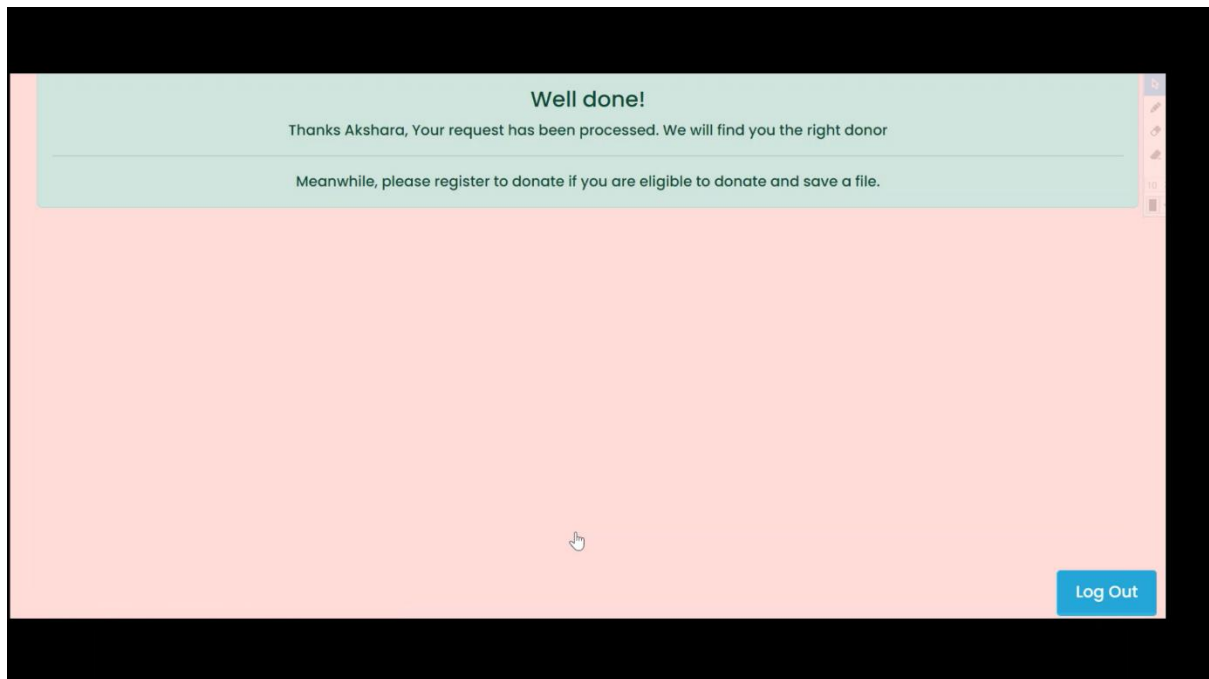 Well done!
Thanks Akshara, Your request has been processed. We will find you the right donor
Meanwhile, please register to donate if you are eligible to donate and save a file.
10
Log Out